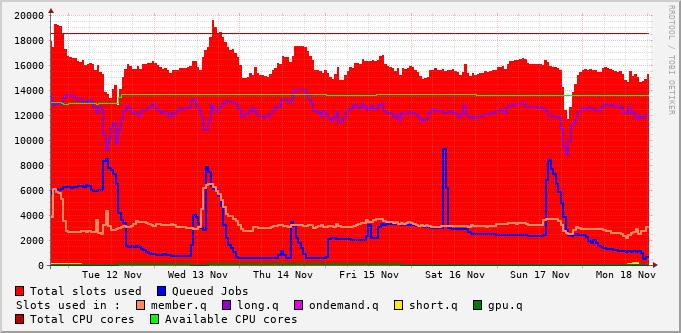 20000
18000
16000
14000
12000
10000
8000
6000
4000
2000
0
Tue 12 Nov Wed 13 Nov Thu 14 Nov Fri 15 Nov Sat 16 Nov Sun 17 Nov Mon 18 Nov
Total slots used Queued Jobs
Slots used in : member.q long.q ondemand.q short.q gpu.q
Total CPU cores Available CPU cores
RRDTOOL / TOBI OETIKER